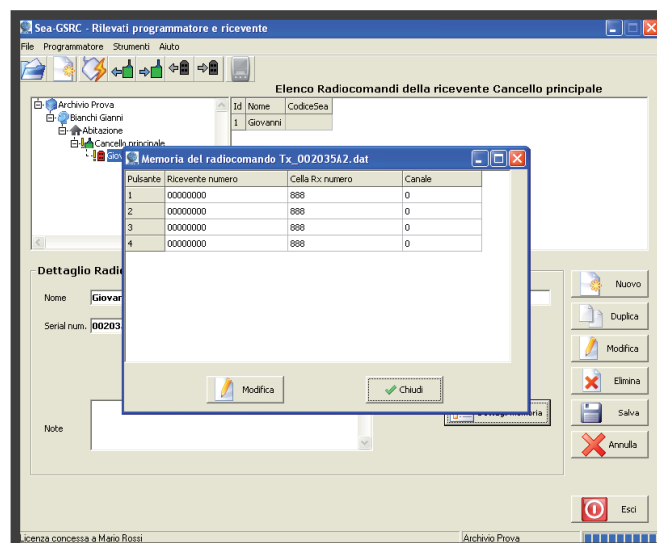 Sea-GSRC - Rilevati programmatore e ricevente
File Programmatore Strumenti Aiuto
Elenco Radiocomandi della ricevente Cancello principale
Archivio Prova
Bianchi Gianni
Abitazione
Cancello principale
Giov
Id Nome CodiceSea
1 Giovanni
Memoria del radiocomando Tx_002035A2.dat
Pulsante Ricevente numero Cella Rx numero Canale
1 00000000 888 0
2 00000000 888 0
3 00000000 888 0
4 00000000 888 0
Modifica Chiudi
Dettaglio Radi
Nome Giovan
Serial num. 00203
Note
Nuovo
Duplica
Modifica
Elimina
Salva
Annulla
Esci
Licenza concessa a Mario Rossi Archivio Prova